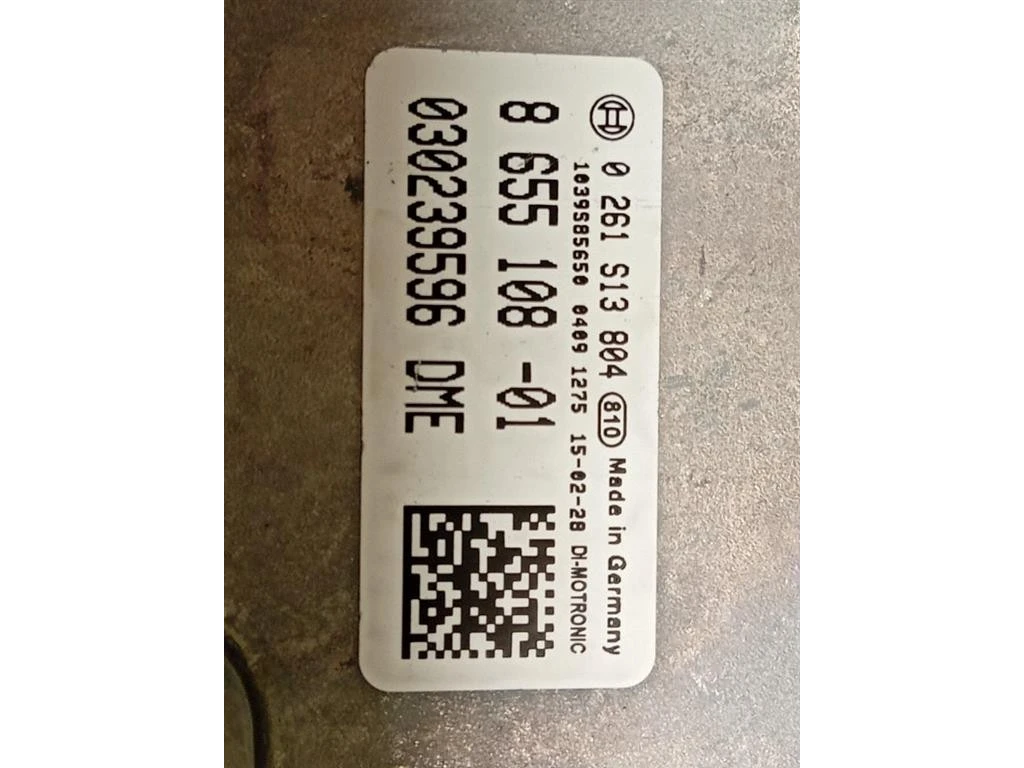 0 261 S13 804 810 Made in Germany
1039S85650 0409 1275 15-02-28 DI-MOTRONIC
8 655 108 -01
030239596 DME